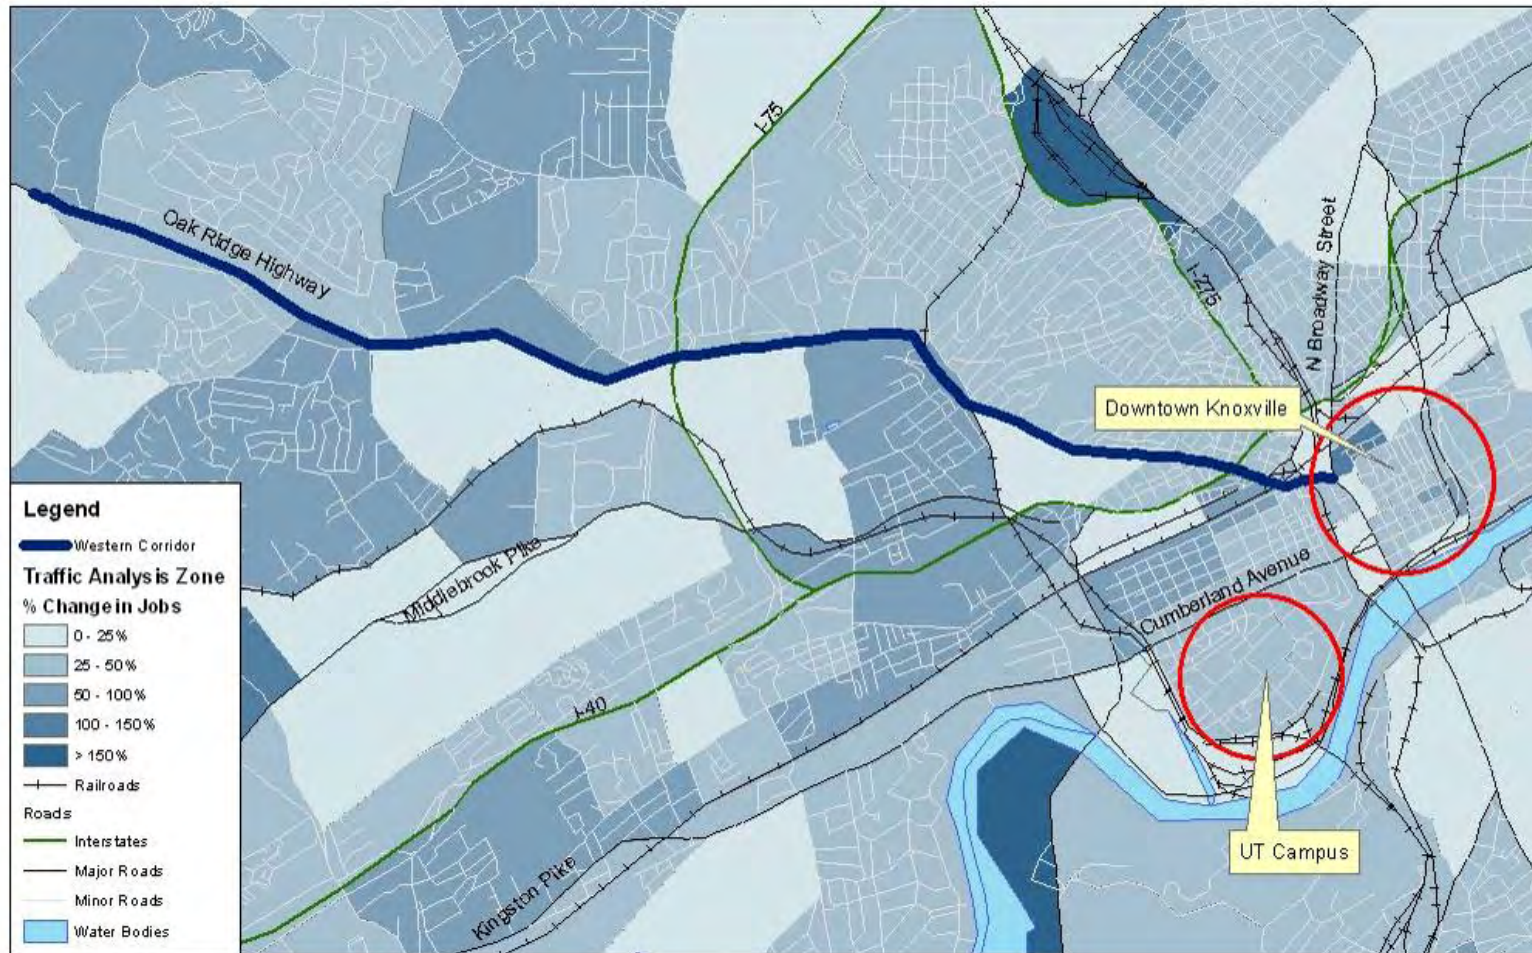 I-75
Oak Ridge Highway
I-275
N Broadway Street
Downtown Knoxville
Middlebrook Pike
Cumberland Avenue
I-40
Kingston Pike
UT Campus
Legend
Western Corridor
Traffic Analysis Zone
% Change in Jobs
0 - 25%
25 - 50%
50 - 100%
100 - 150%
> 150%
Railroads
Roads
Interstates
Major Roads
Minor Roads
Water Bodies